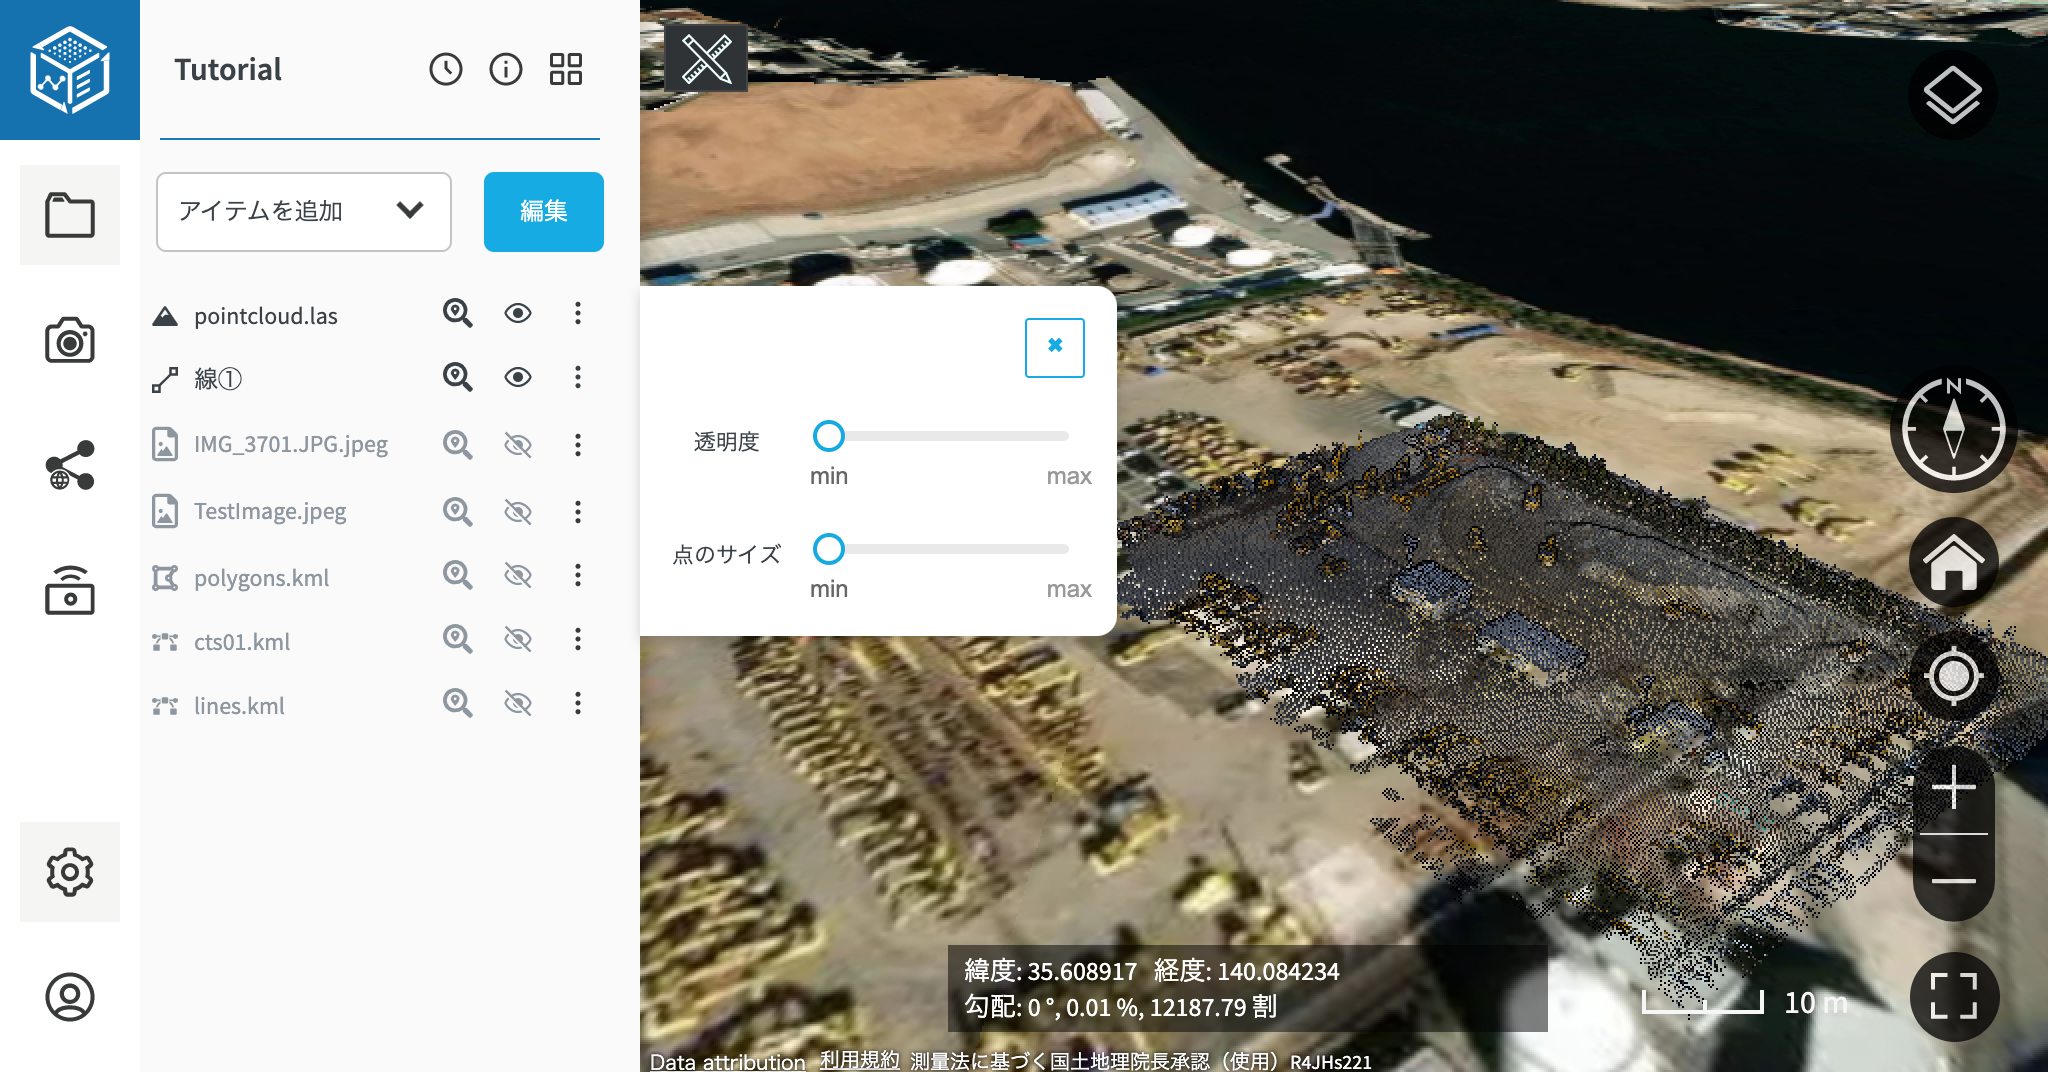 Tutorial
アイテムを追加
編集
pointcloud.las
線①
IMG_3701.JPG.jpeg
TestImage.jpeg
polygons.kml
cts01.kml
lines.kml
透明度
min max
点のサイズ
min max
N
緯度: 35.608917 経度: 140.084234
勾配: 0 °, 0.01 %, 12187.79 割
10 m
Data attribution 利用規約 測量法に基づく国土地理院長承認（使用）R4JHs221